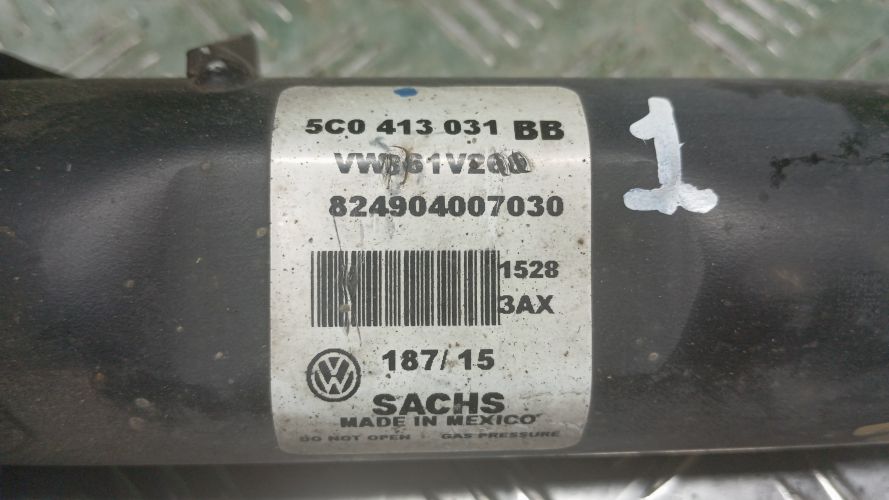 5C0 413 031 BB
824904007030
1528
3AX
187/ 15
SACHS
MADE IN MEXICO
DO NOT OPEN GAS PRESSURE
1